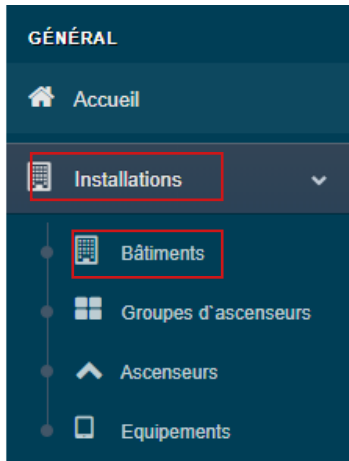 GÉNÉRAL
Accueil
Installations
Bâtiments
Groupes d`ascenseurs
Ascenseurs
Equipements